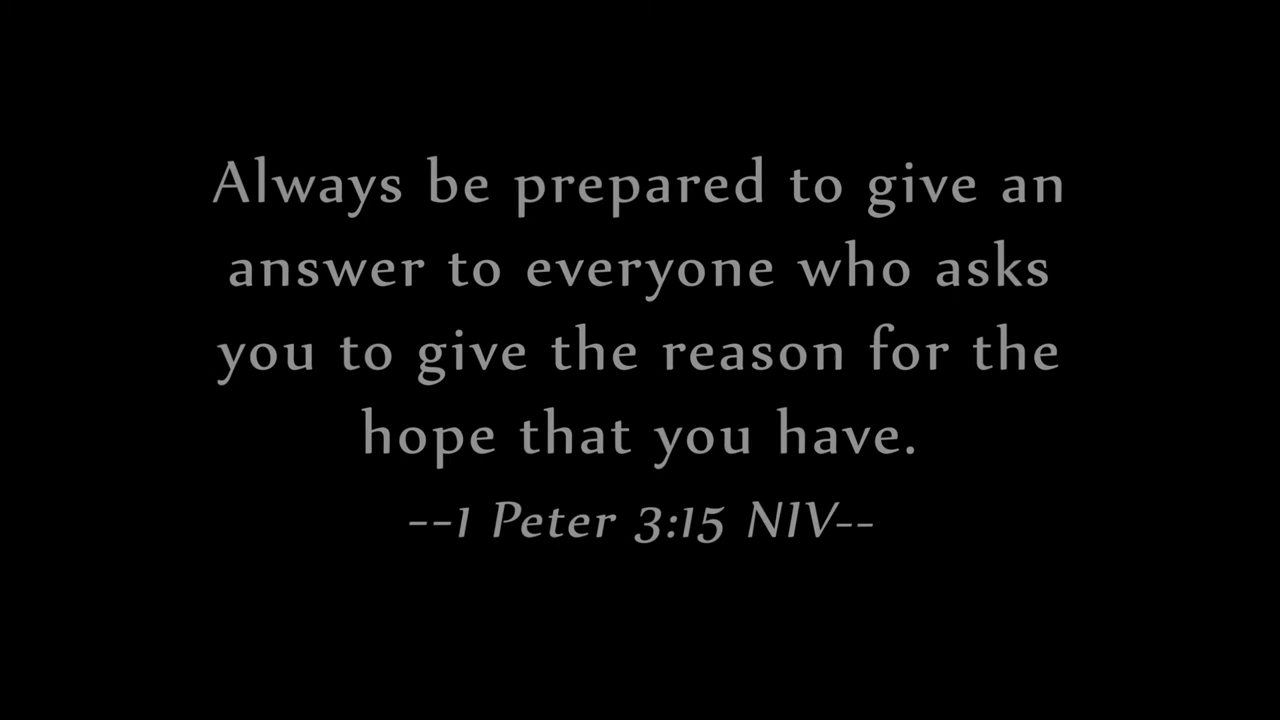 Always be prepared to give an
answer to everyone who asks
you to give the reason for the
hope that you have.
--1 Peter 3:15 NIV--